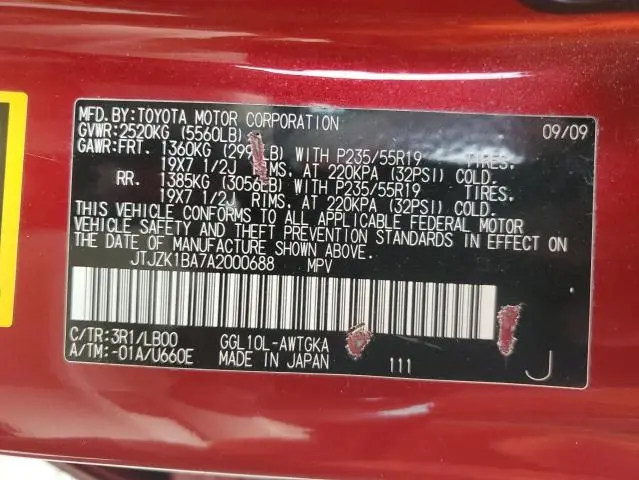 MFD.BY:TOYOTA MOTOR CORPORATION 09/09
GVWR:2520KG (5560LB)
GAWR:FRT. 1360KG WITH P235/55R19 TIRES,
19X7 1/2J RIMS, AT 220KPA (32PSI) COLD.
RR. 1385KG (3056LB) WITH P235/55R19 TIRES,
19X7 1/2J RIMS, AT 220KPA (32PSI) COLD.
THIS VEHICLE CONFORMS TO ALL APPLICABLE FEDERAL MOTOR
VEHICLE SAFETY AND THEFT PREVENTION STANDARDS IN EFFECT ON
THE DATE OF MANUFACTURE SHOWN ABOVE.
JTJZK1BA7A2000688 MPV
C/TR:3R1/LB00 GGL10L-AWTGKA
A/TM:-01A/U660E MADE IN JAPAN 111 J